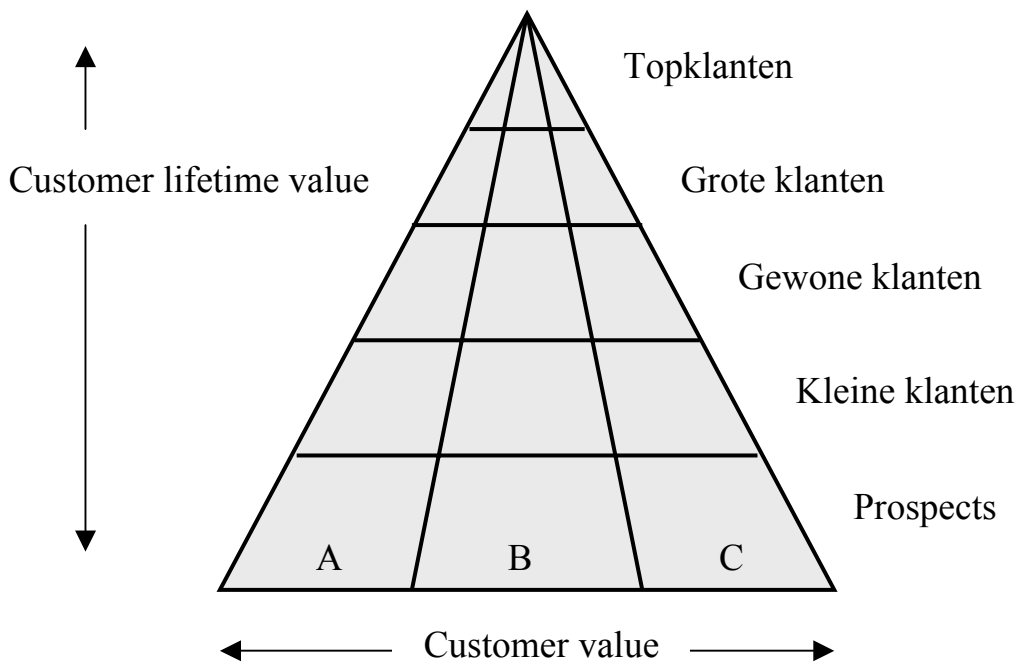 Topklanten
Customer lifetime value
Grote klanten
Gewone klanten
Kleine klanten
Prospects
A B C
Customer value